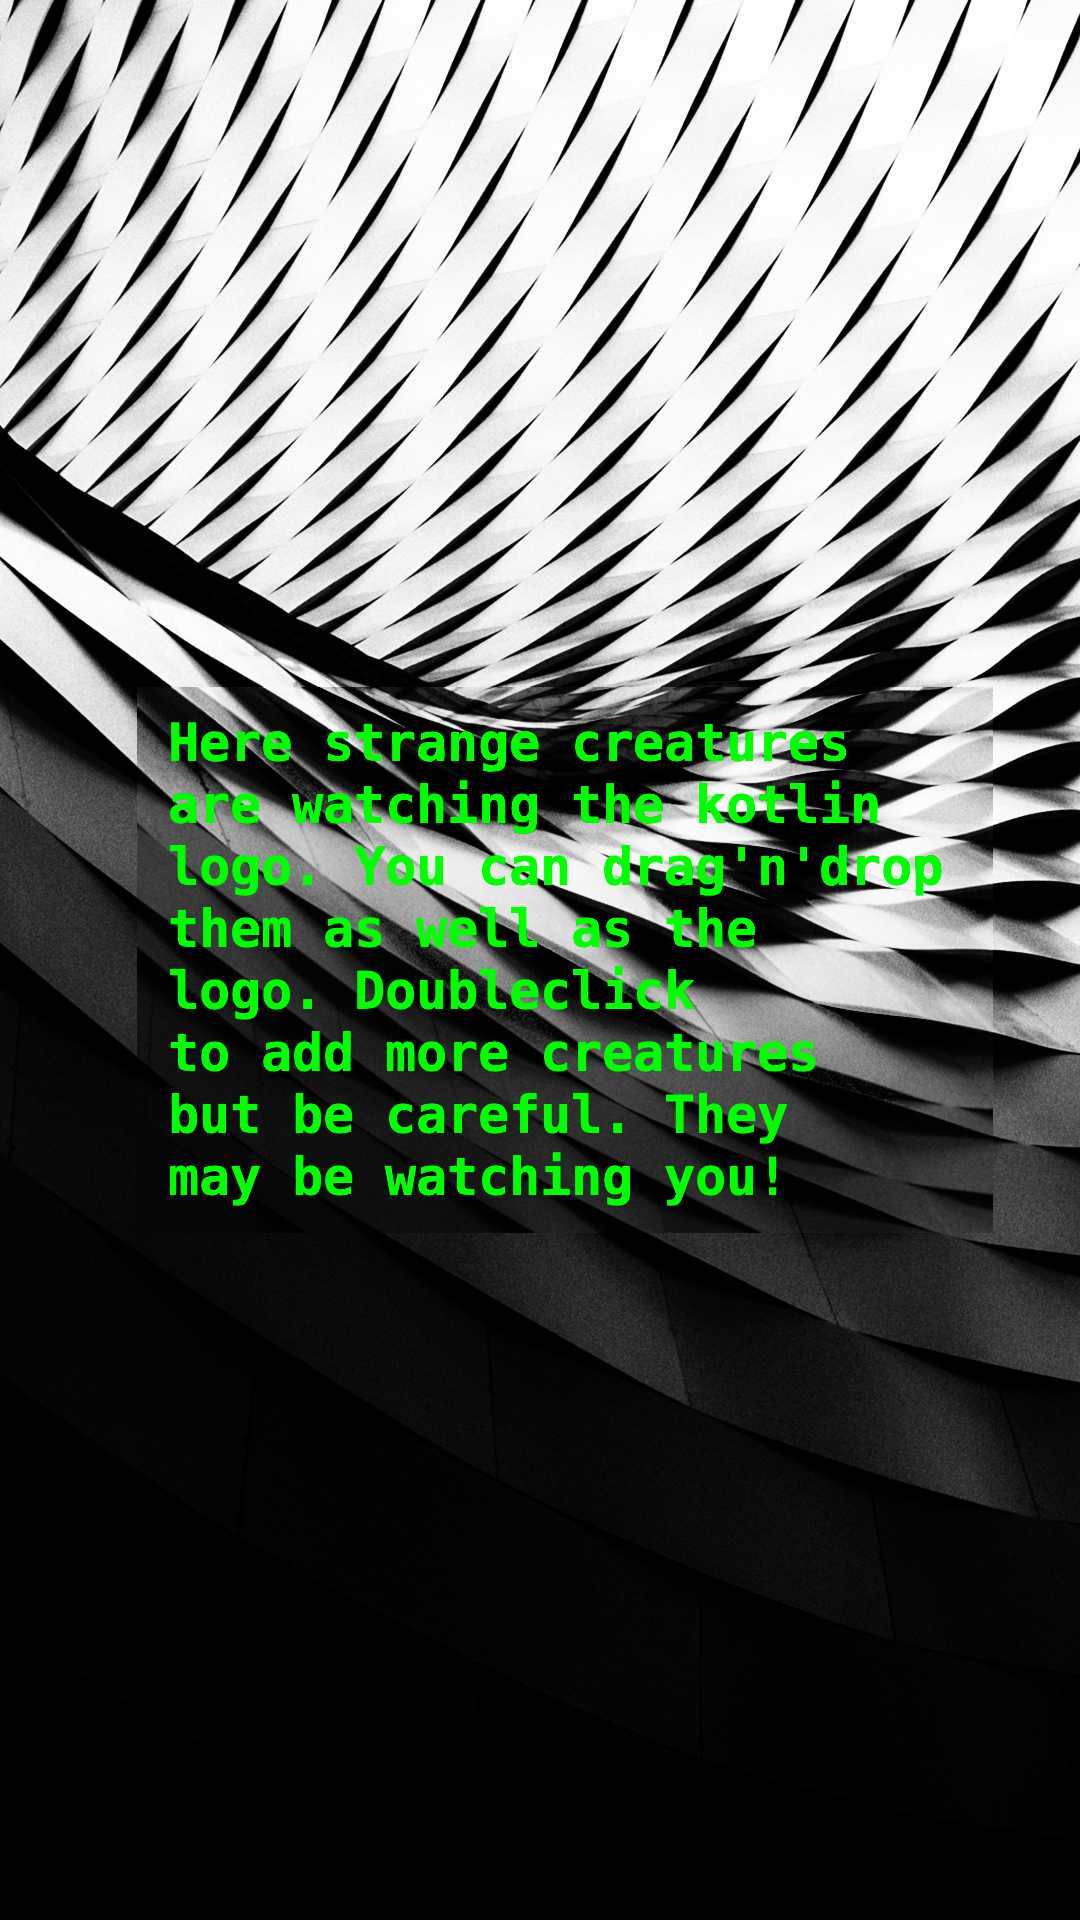 Here strange creatures
are watching the kotlin
logo. You can drag'n'drop
them as well as the
logo. Doubleclick
to add more creatures
but be careful. They
may be watching you!